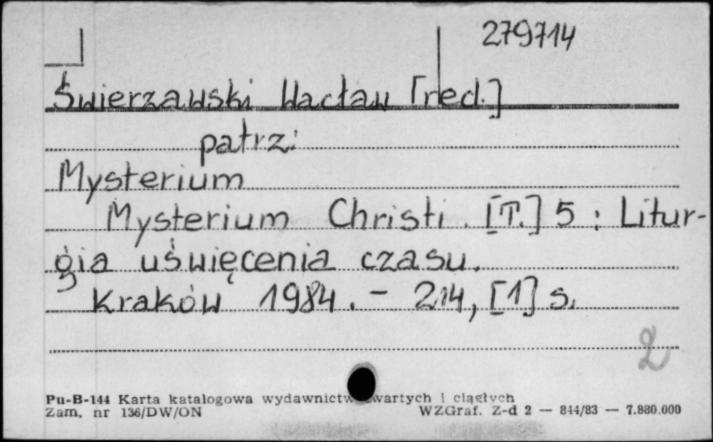 279714
Świerzawski Wacław [red.]
patrz:
Mysterium
Mysterium Christi. [T.] 5 : Litur-
gia uświęcenia czasu.
Kraków 1984. – 214, [1] s.
2
Pu-B-144 Karta katalogowa wydawnictw zwartych i ciągłych
Zam. nr 136/DW/ON WZGraf. Z-d 2 — 844/83 — 7.880.000